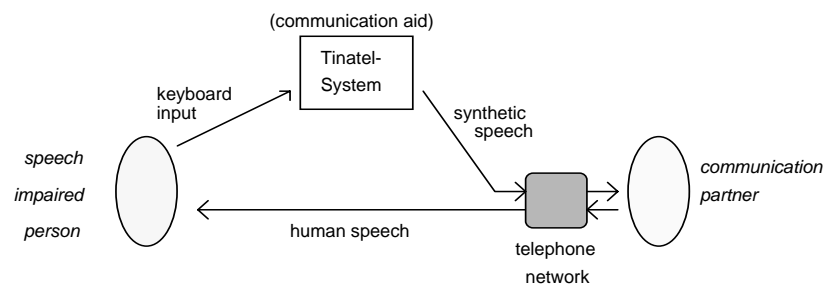 (communication aid)
Tinatel-
System
keyboard
input
synthetic
speech
speech
impaired
person
communication
partner
human speech
telephone
network